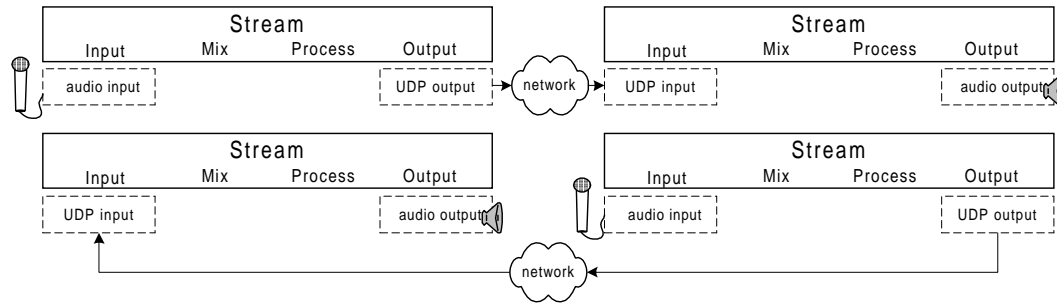 Stream Stream
Input Mix Process Output Input Mix Process Output
audio input UDP output network UDP input audio output
Stream Stream
Input Mix Process Output Input Mix Process Output
UDP input audio output audio input UDP output
network